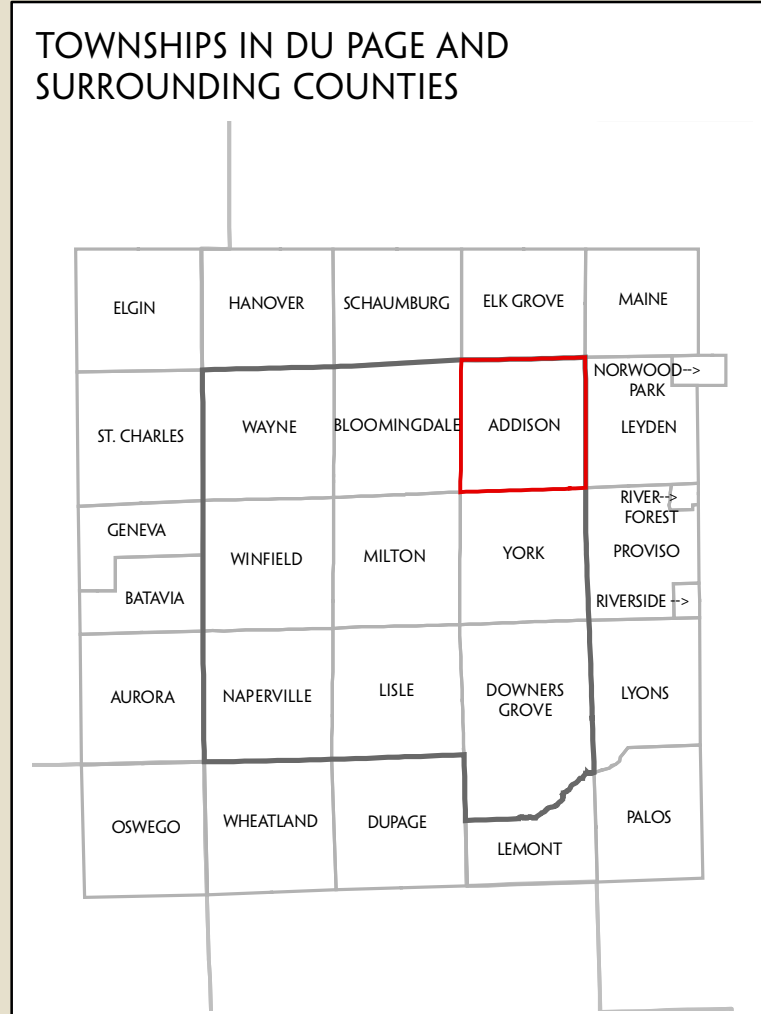 TOWNSHIPS IN DU PAGE AND
SURROUNDING COUNTIES
ELGIN
HANOVER
SCHAUMBURG
ELK GROVE
MAINE
NORWOOD-->
PARK
ST. CHARLES
WAYNE
BLOOMINGDALE
ADDISON
LEYDEN
RIVER-->
FOREST
GENEVA
WINFIELD
MILTON
YORK
PROVISO
BATAVIA
RIVERSIDE -->
AURORA
NAPERVILLE
LISLE
DOWNERS
GROVE
LYONS
OSWEGO
WHEATLAND
DUPAGE
LEMONT
PALOS